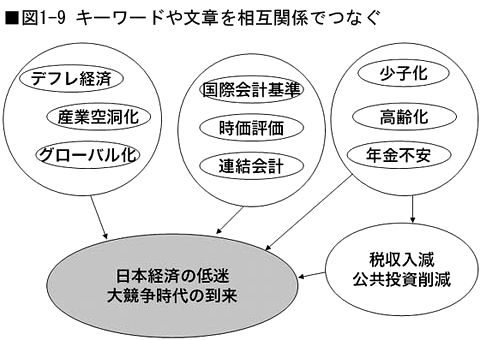 ■図1-9 キーワードや文章を相互関係でつなぐ
デフレ経済
産業空洞化
グローバル化
国際会計基準
時価評価
連結会計
少子化
高齢化
年金不安
日本経済の低迷
大競争時代の到来
税収入減
公共投資削減